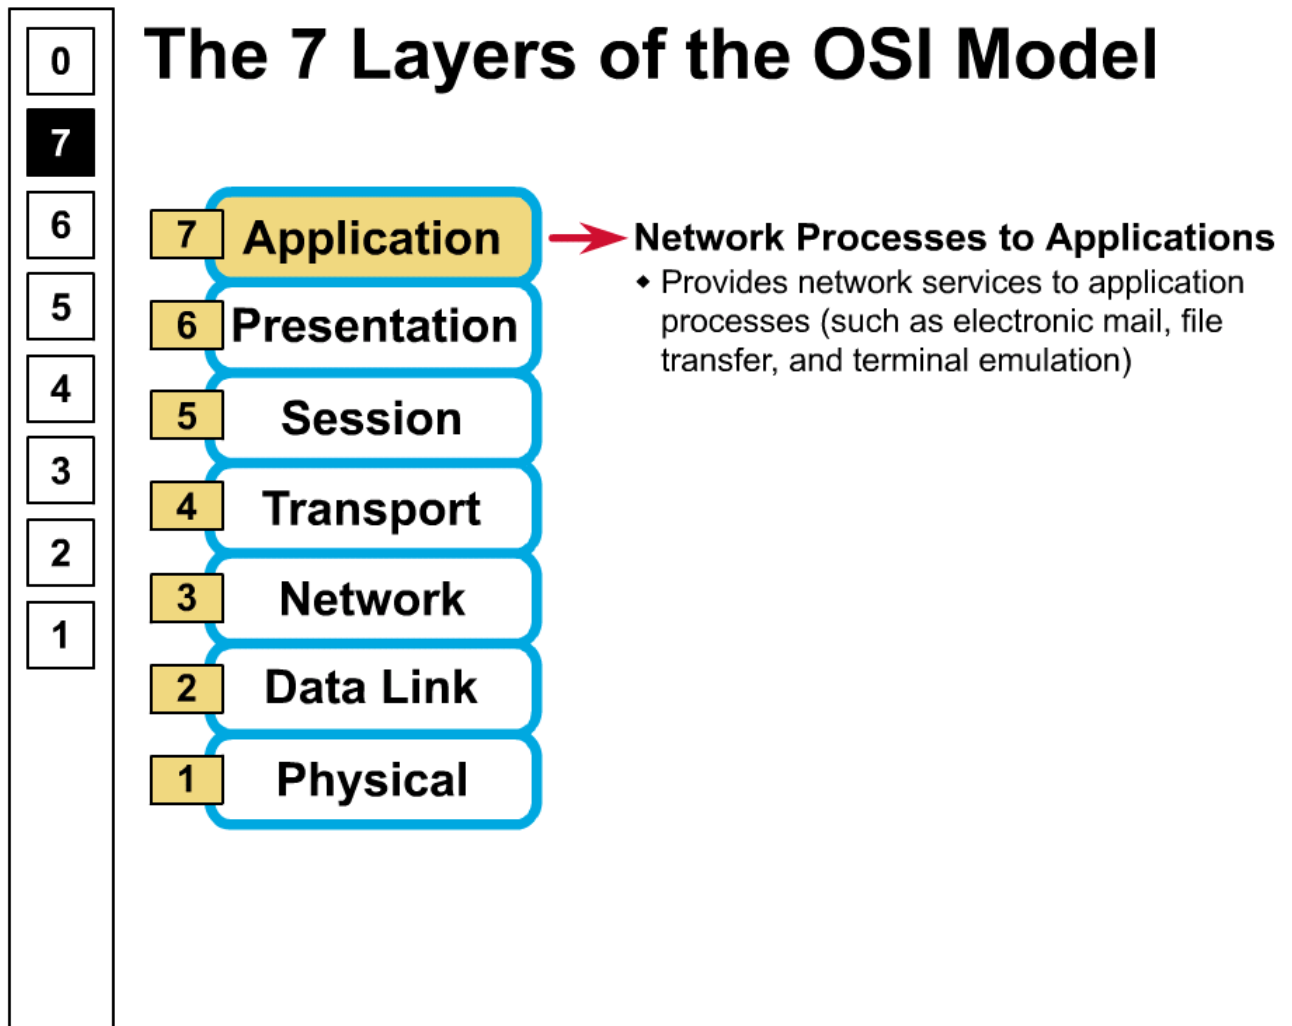 The 7 Layers of the OSI Model
0
7
6
5
4
3
2
1
7 Application
6 Presentation
5 Session
4 Transport
3 Network
2 Data Link
1 Physical
Network Processes to Applications
◆ Provides network services to application
processes (such as electronic mail, file
transfer, and terminal emulation)